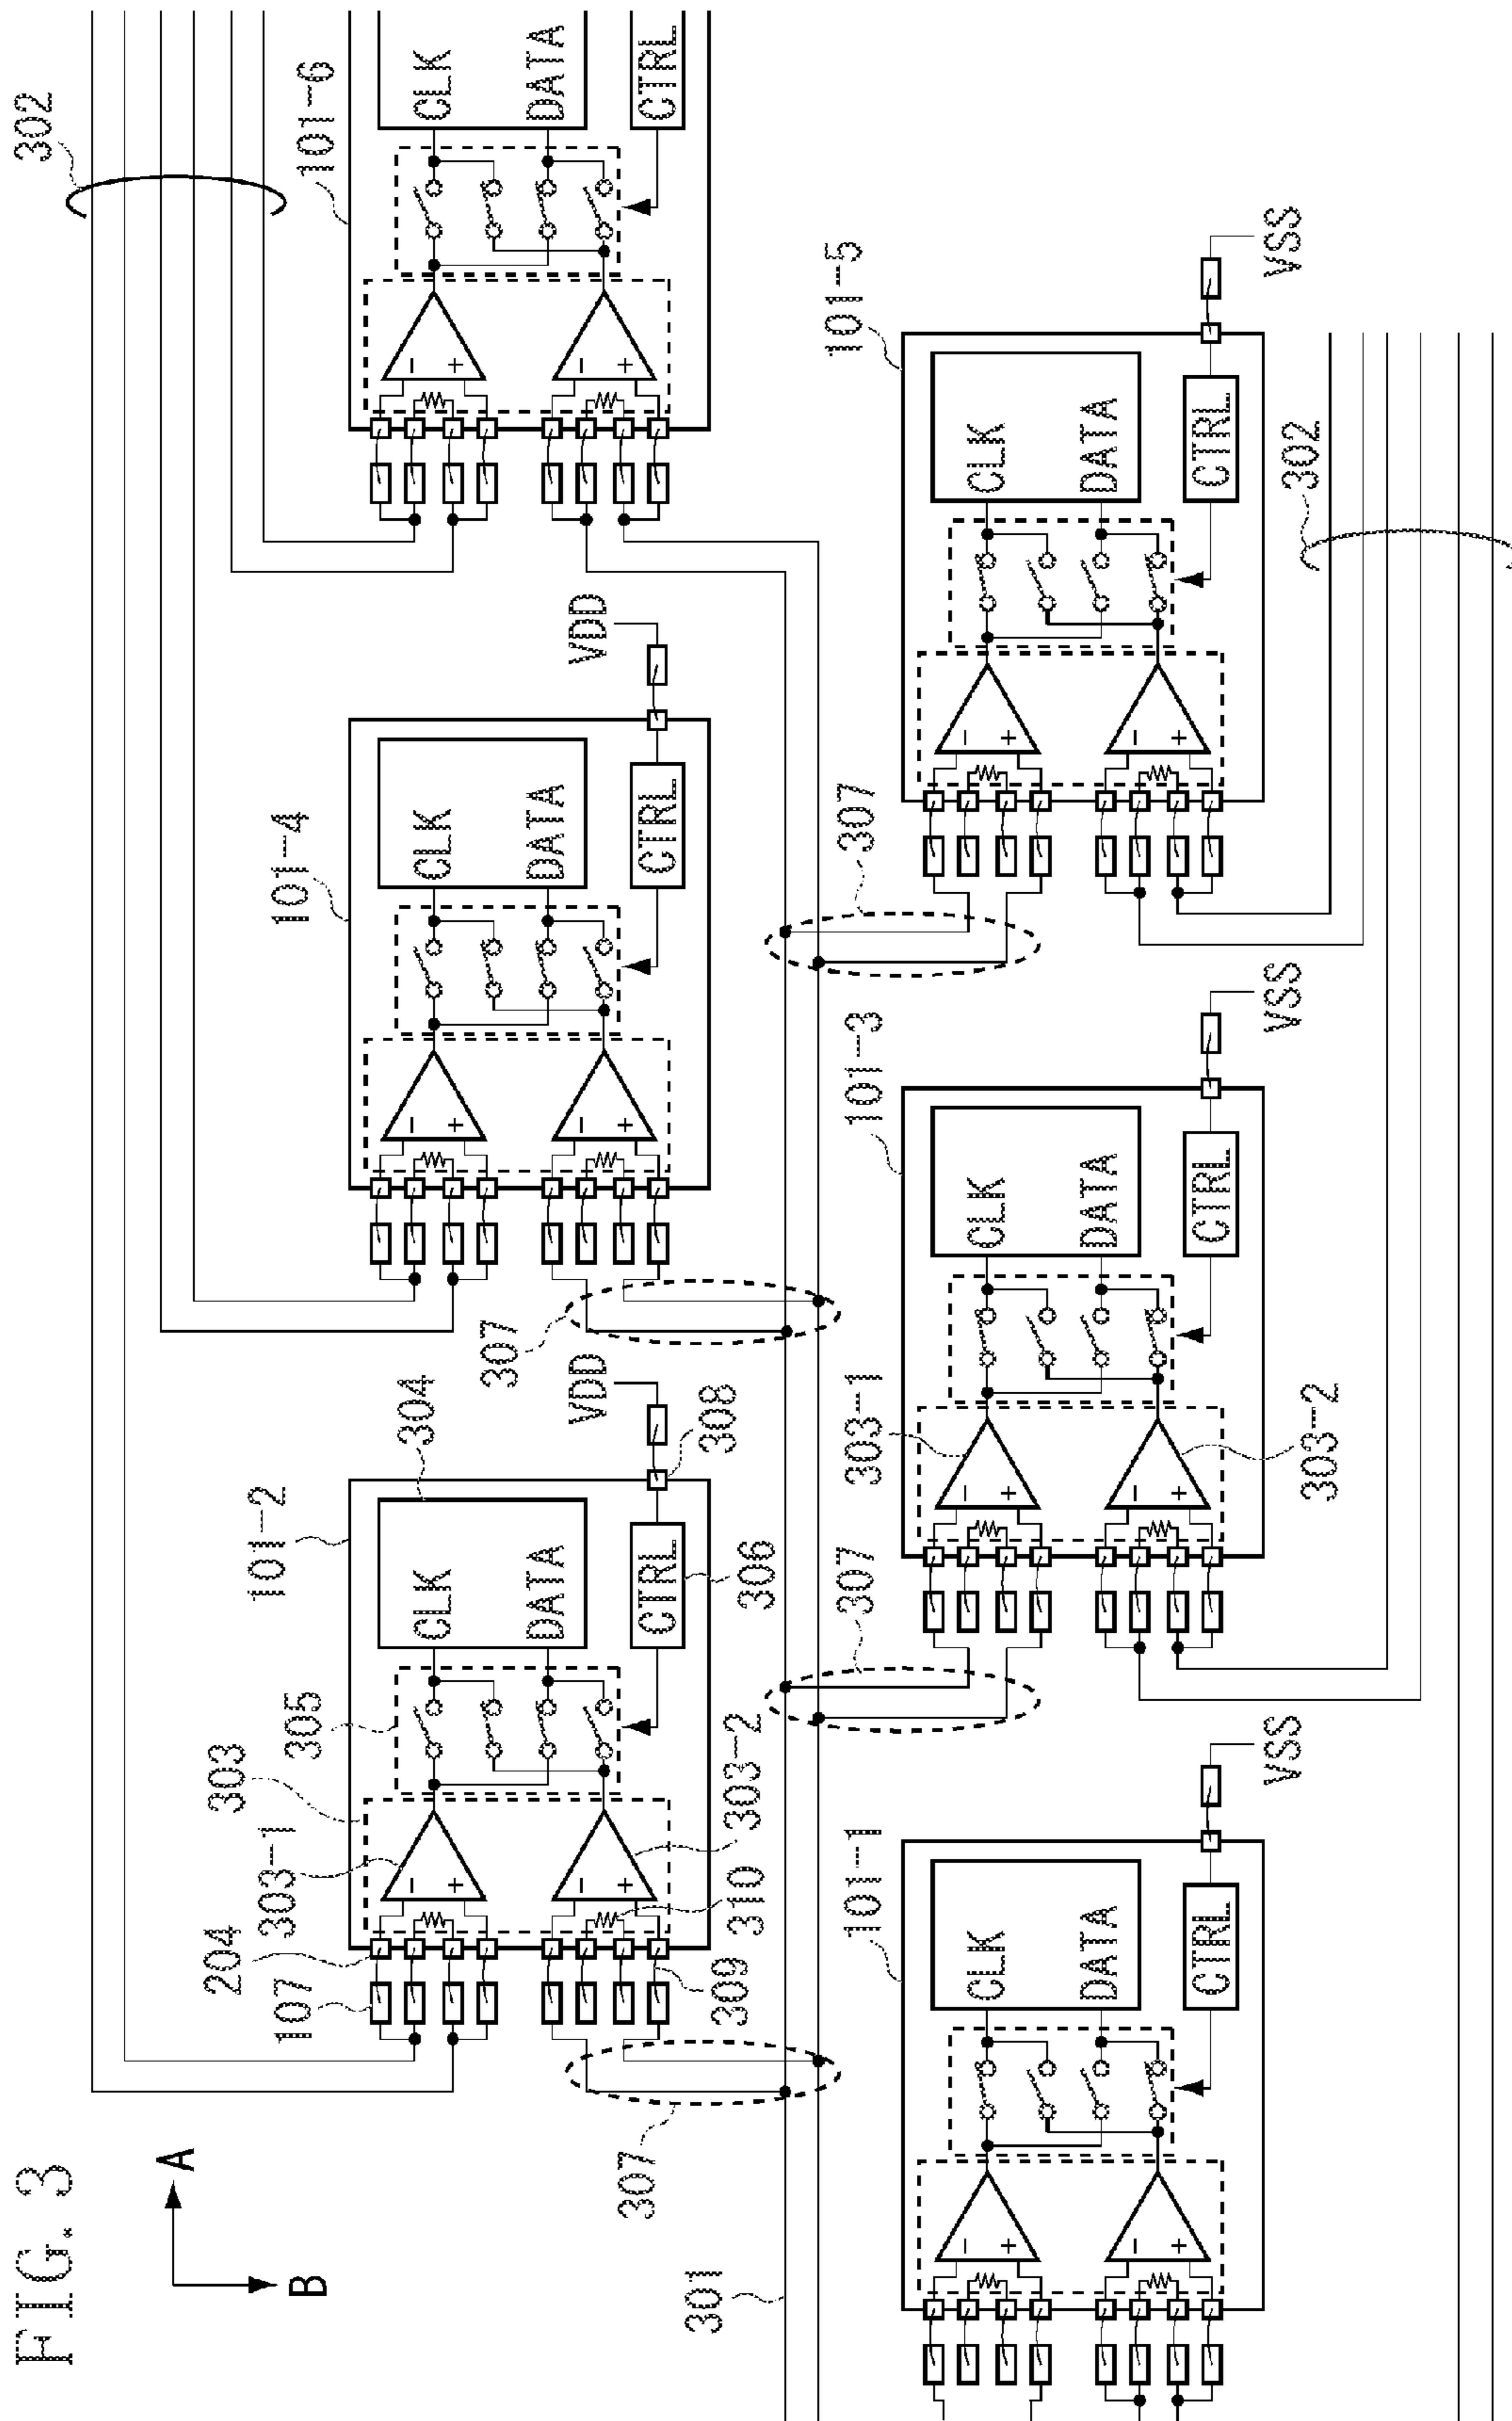 FIG. 3
A
B
302
101-6
CLK
DATA
CTRL
101-4
CLK
DATA
CTRL
VDD
307
101-2
304
CLK
DATA
CTRL
306
VDD
308
305
303
303-1
303-2
204
107
310
309
307
301
101-5
CLK
DATA
CTRL
VSS
302
307
101-3
CLK
DATA
CTRL
VSS
303-1
303-2
307
101-1
CLK
DATA
CTRL
VSS